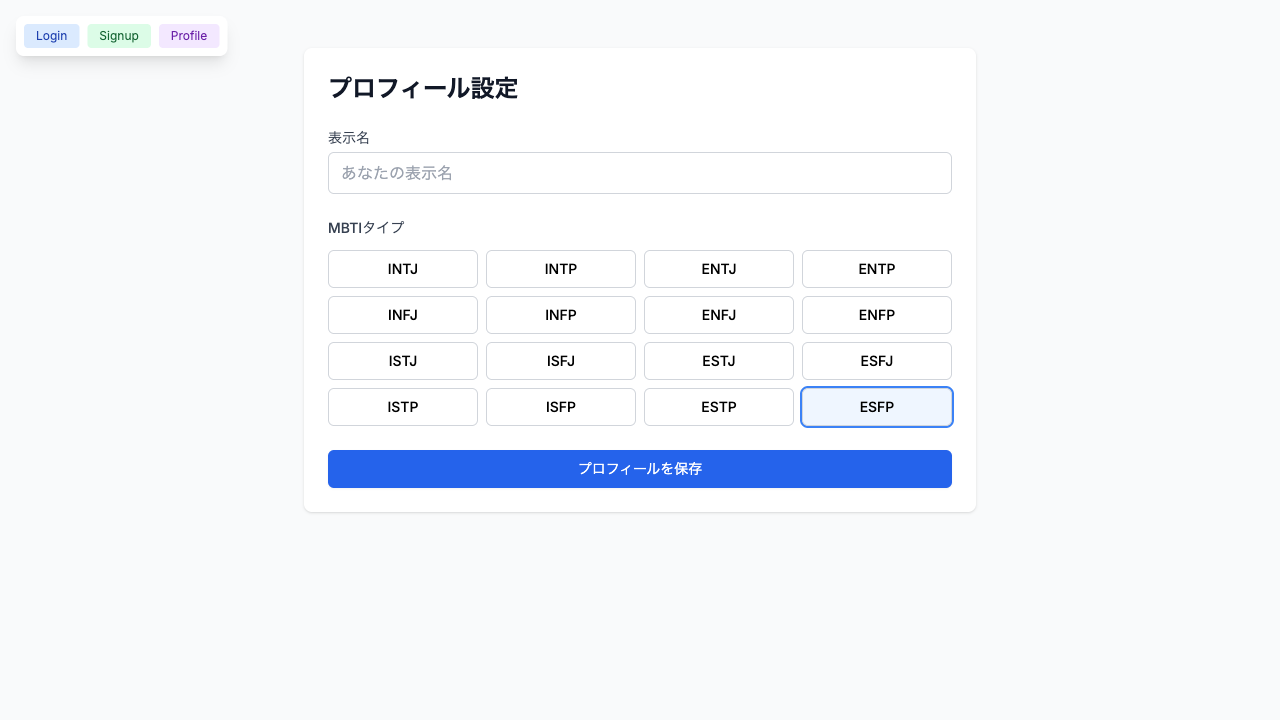 Login Signup Profile
プロフィール設定
表示名
あなたの表示名
MBTIタイプ
INTJ INTP ENTJ ENTP
INFJ INFP ENFJ ENFP
ISTJ ISFJ ESTJ ESFJ
ISTP ISFP ESTP ESFP
プロフィールを保存